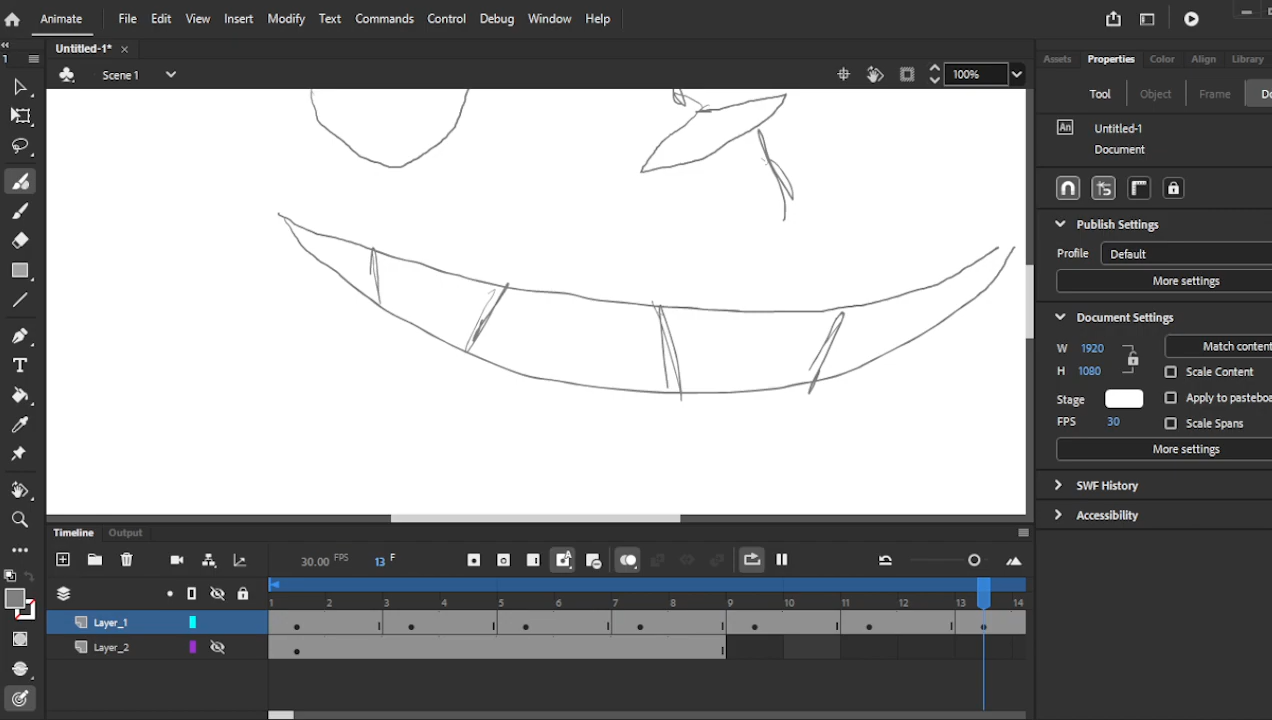 Animate File Edit View Insert Modify Text Commands Control Debug Window Help
Untitled-1* ×
Scene 1 100%
Assets Properties Color Align Library
Tool Object Frame Do
An Untitled-1
Document
Publish Settings
Profile Default
More settings
Document Settings
W 1920 Match content
H 1080 Scale Content
Stage Apply to pasteboa
FPS 30 Scale Spans
More settings
SWF History
Accessibility
Timeline Output
30.00 FPS 13 F
1 2 3 4 5 6 7 8 9 10 11 12 13 14
Layer_1
Layer_2